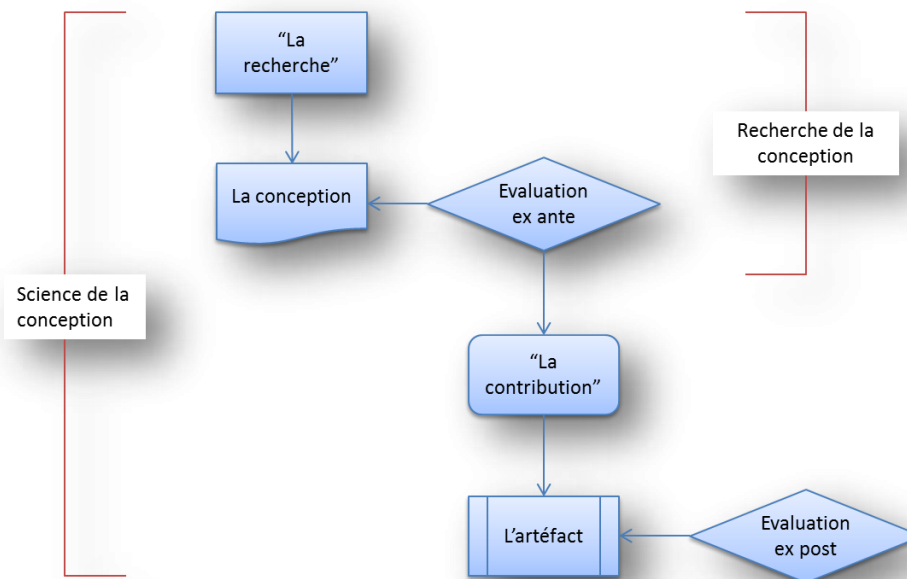 “La
recherche”
Recherche de la
conception
La conception
Evaluation
ex ante
Science de la
conception
“La
contribution”
L’artéfact
Evaluation
ex post